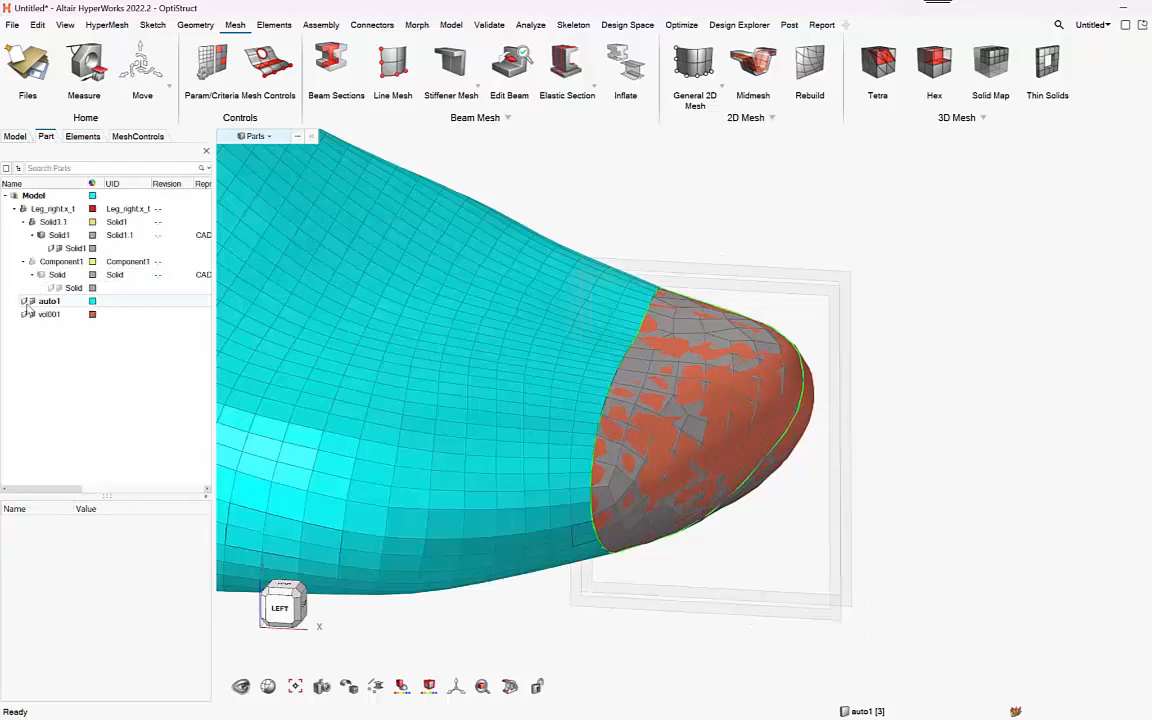 Untitled* - Altair HyperWorks 2022.2 - OptiStruct
File Edit View HyperMesh Sketch Geometry Mesh Elements Assembly Connectors Morph Model Validate Analyze Skeleton Design Space Optimize Design Explorer Post Report Untitled
Files Measure Move Param/Criteria Mesh Controls Beam Sections Line Mesh Stiffener Mesh Edit Beam Elastic Section Inflate General 2D Mesh Midmesh Rebuild Tetra Hex Solid Map Thin Solids
Home Controls Beam Mesh 2D Mesh 3D Mesh
Model Part Elements MeshControls Parts
Search Parts
Name UID Revision Repr
Model
Leg_right.x_t Leg_right.x_t -.-
Solid1.1 Solid1 -.-
Solid1 Solid1.1 -.- CAD
Solid1
Component1 Component1 -.-
Solid Solid -.- CAD
Solid
auto1
vol001
Name Value
LEFT
X
Ready auto1 [3]